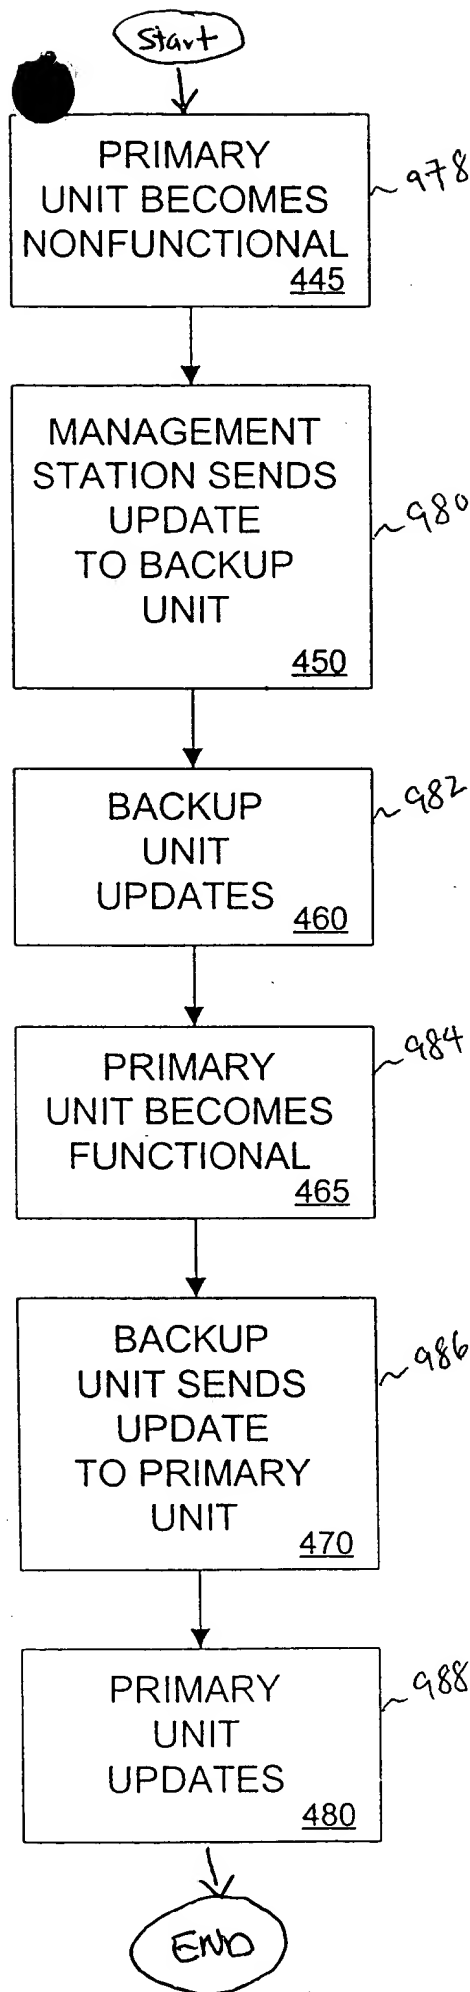 Start
PRIMARY
UNIT BECOMES
NONFUNCTIONAL
445
978
MANAGEMENT
STATION SENDS
UPDATE
TO BACKUP
UNIT
450
980
BACKUP
UNIT
UPDATES
460
982
PRIMARY
UNIT BECOMES
FUNCTIONAL
465
984
BACKUP
UNIT SENDS
UPDATE
TO PRIMARY
UNIT
470
986
PRIMARY
UNIT
UPDATES
480
988
END